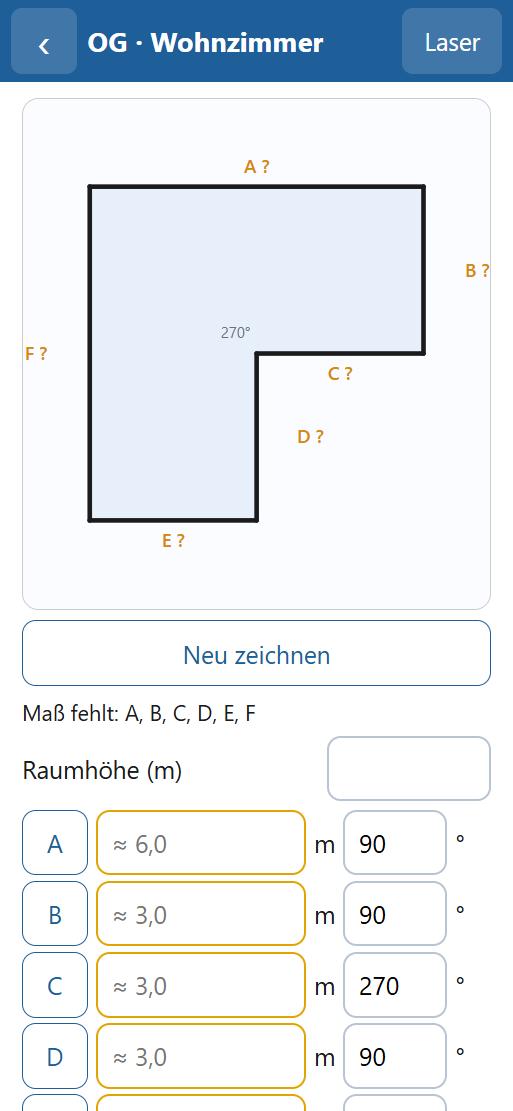 ‹ OG · Wohnzimmer Laser
A ?
B ?
270°
F ?
C ?
D ?
E ?
Neu zeichnen
Maß fehlt: A, B, C, D, E, F
Raumhöhe (m)
A ≈ 6,0 m 90 °
B ≈ 3,0 m 90 °
C ≈ 3,0 m 270 °
D ≈ 3,0 m 90 °